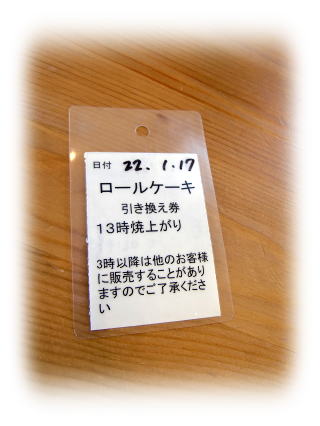 日付 22.1.17
ロールケーキ
引き換え券
13時焼上がり
3時以降は他のお客様
に販売することがあり
ますのでご了承くださ
い